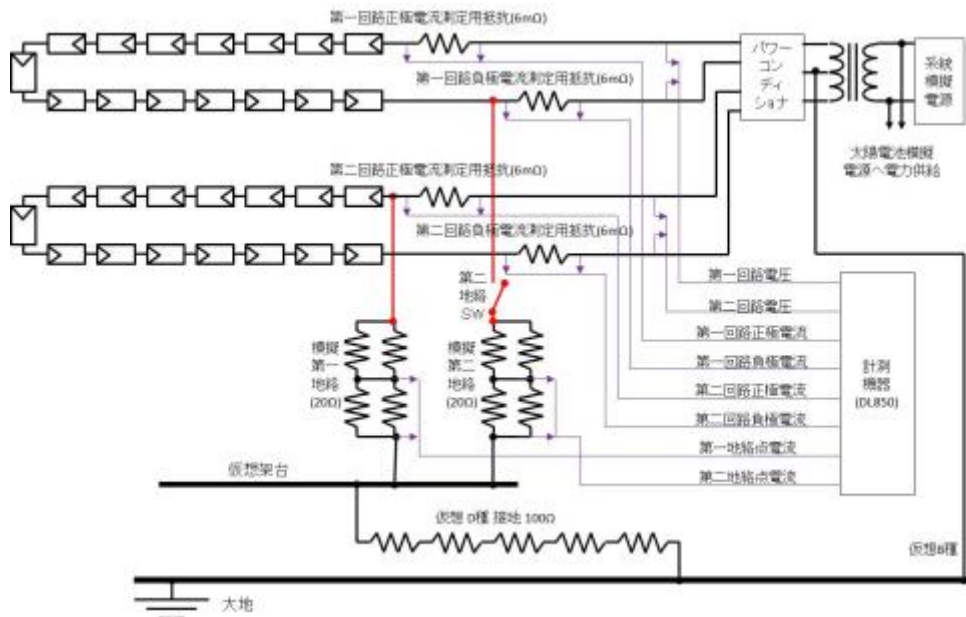 第一回路正極電流測定用抵抗(6mΩ)
第一回路負極電流測定用抵抗(6mΩ)
パワー
コン
ディ
ショナ
系統
模擬
電源
太陽電池模擬
電源へ電力供給
第二回路正極電流測定用抵抗(6mΩ)
第二回路負極電流測定用抵抗(6mΩ)
第二
地絡
SW
模擬
第一
地絡
(20Ω)
模擬
第二
地絡
(20Ω)
第一回路電圧
第二回路電圧
第一回路正極電流
第一回路負極電流
第二回路正極電流
第二回路負極電流
第一地絡点電流
第二地絡点電流
計測
機器
(DL850)
仮想架台
仮想 D種 接地 100Ω
仮想B種
大地